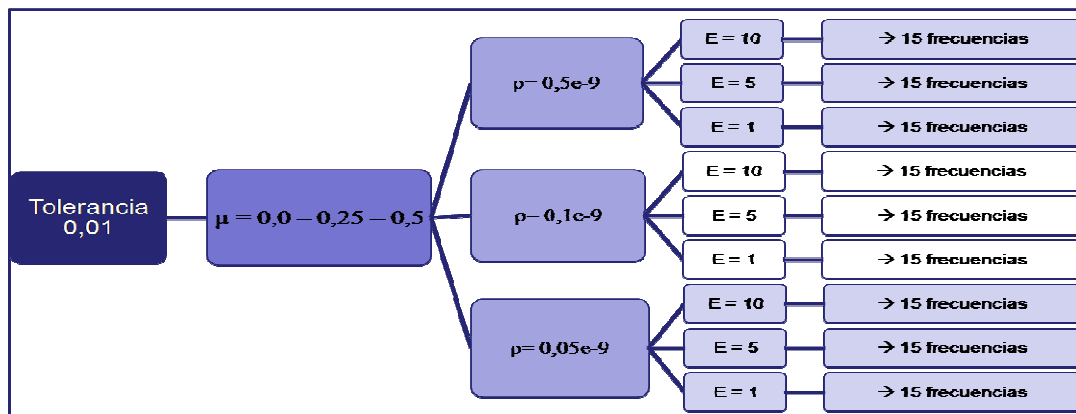 Tolerancia
0,01
μ = 0,0 – 0,25 – 0,5
ρ= 0,5e-9
E = 10
→ 15 frecuencias
E = 5
→ 15 frecuencias
E = 1
→ 15 frecuencias
ρ= 0,1e-9
E = 10
→ 15 frecuencias
E = 5
→ 15 frecuencias
E = 1
→ 15 frecuencias
ρ= 0,05e-9
E = 10
→ 15 frecuencias
E = 5
→ 15 frecuencias
E = 1
→ 15 frecuencias